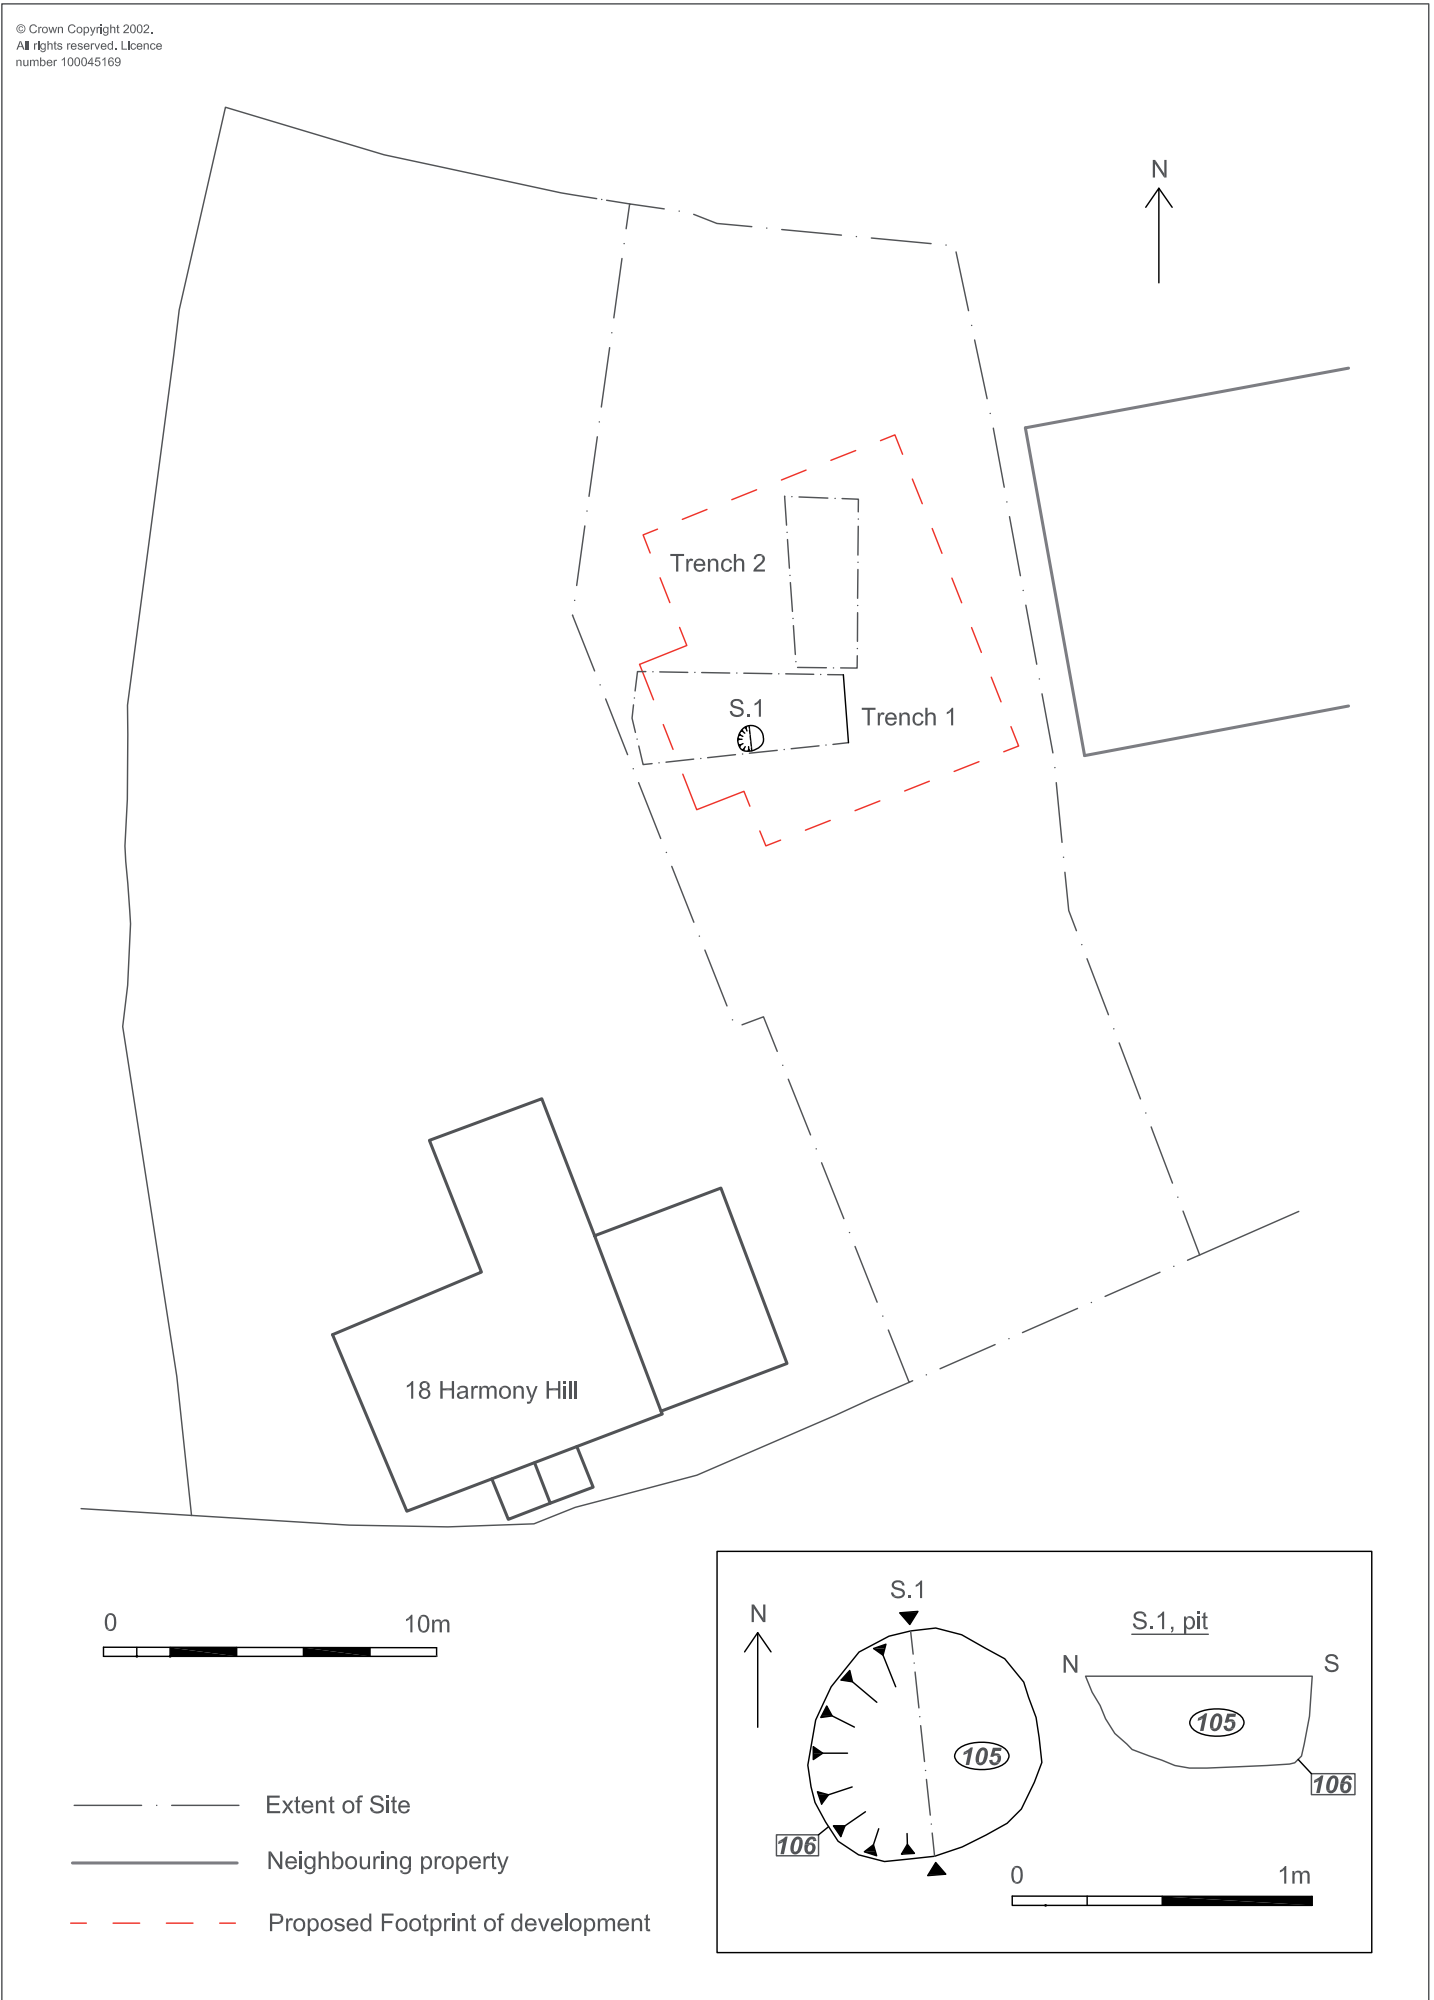 © Crown Copyright 2002.
All rights reserved. Licence
number 100045169
N
Trench 2
S.1
Trench 1
18 Harmony Hill
0 10m
Extent of Site
Neighbouring property
Proposed Footprint of development
S.1
N
105
106
S.1, pit
N S
105
106
0 1m